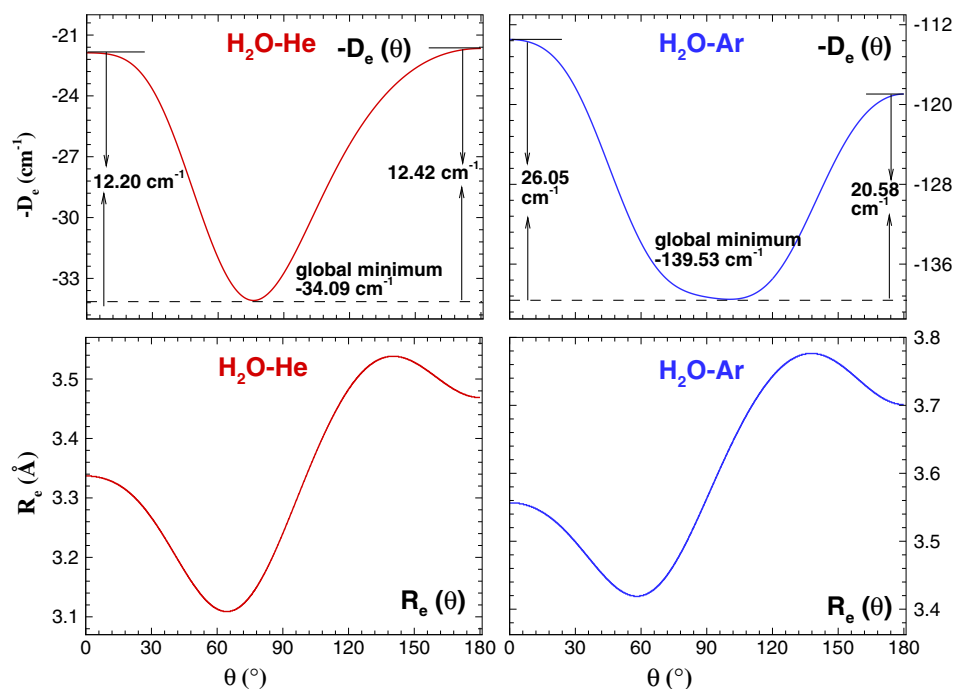 H₂O-He
-Dₑ (θ)
H₂O-Ar
-Dₑ (θ)
-21
-24
-27
-30
-33
-Dₑ (cm⁻¹)
12.20 cm⁻¹
12.42 cm⁻¹
global minimum
-34.09 cm⁻¹
26.05
cm⁻¹
20.58
cm⁻¹
global minimum
-139.53 cm⁻¹
-112
-120
-128
-136
H₂O-He
H₂O-Ar
3.5
3.4
3.3
3.2
3.1
Rₑ (Å)
Rₑ (θ)
Rₑ (θ)
3.8
3.7
3.6
3.5
3.4
0 30 60 90 120 150 180
0 30 60 90 120 150 180
θ (°)
θ (°)